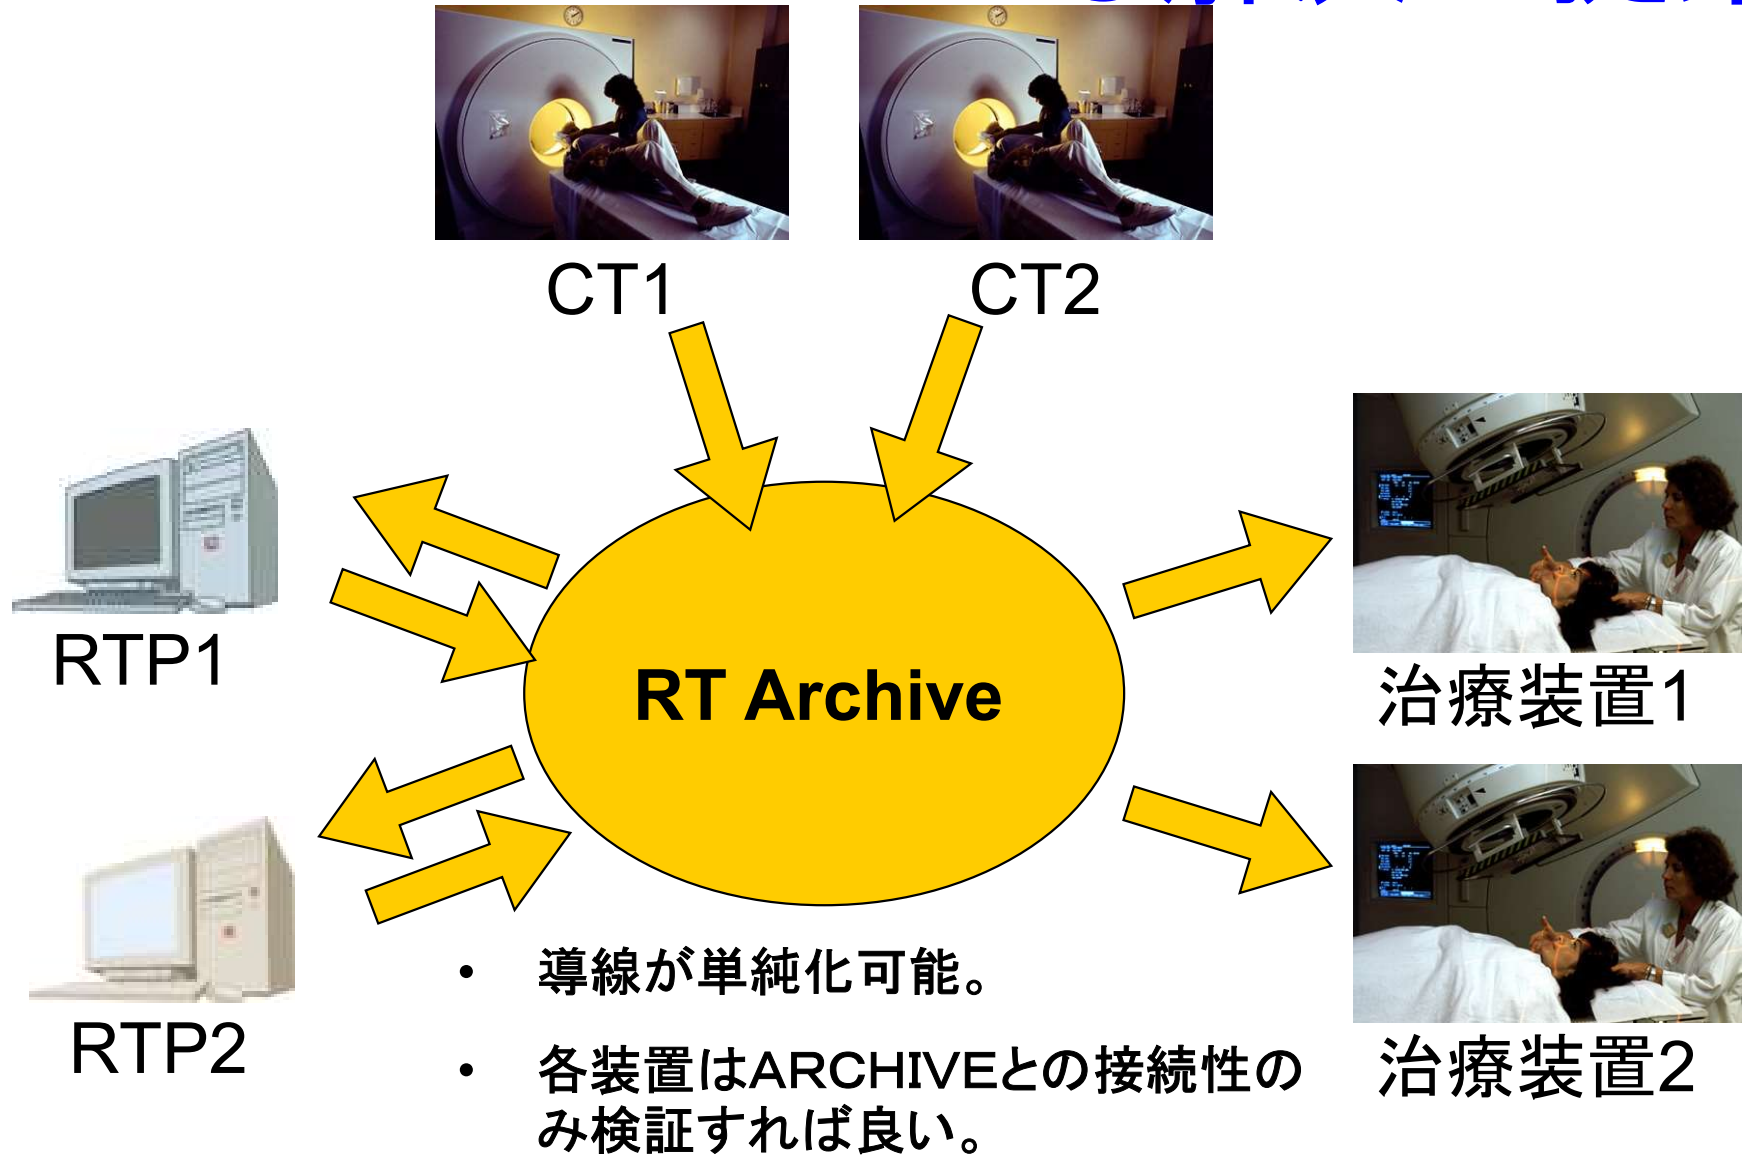 CT1
CT2
RTP1
RT Archive
治療装置1
RTP2
治療装置2
• 導線が単純化可能。
• 各装置はARCHIVEとの接続性の
み検証すれば良い。